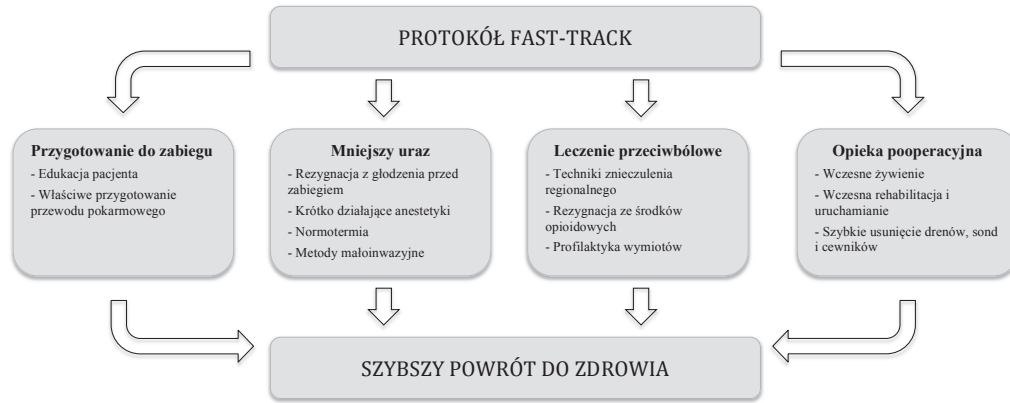 PROTOKÓŁ FAST-TRACK
Przygotowanie do zabiegu
- Edukacja pacjenta
- Właściwe przygotowanie
przewodu pokarmowego
Mniejszy uraz
- Rezygnacja z głodzenia przed
zabiegiem
- Krótko działające anestetyki
- Normotermia
- Metody małoinwazyjne
Leczenie przeciwbólowe
- Techniki znieczulenia
regionalnego
- Rezygnacja ze środków
opioidowych
- Profilaktyka wymiotów
Opieka pooperacyjna
- Wczesne żywienie
- Wczesna rehabilitacja i
uruchamianie
- Szybkie usunięcie drenów, sond
i cewników
SZYBSZY POWRÓT DO ZDROWIA